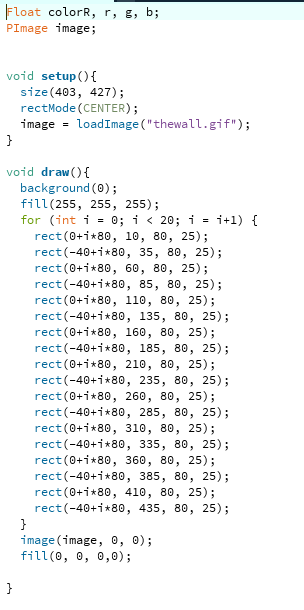 Float colorR, r, g, b;
PImage image;
void setup(){
size(403, 427);
rectMode(CENTER);
image = loadImage("thewall.gif");
}
void draw(){
background(0);
fill(255, 255, 255);
for (int i = 0; i < 20; i = i+1) {
rect(0+i*80, 10, 80, 25);
rect(-40+i*80, 35, 80, 25);
rect(0+i*80, 60, 80, 25);
rect(-40+i*80, 85, 80, 25);
rect(0+i*80, 110, 80, 25);
rect(-40+i*80, 135, 80, 25);
rect(0+i*80, 160, 80, 25);
rect(-40+i*80, 185, 80, 25);
rect(0+i*80, 210, 80, 25);
rect(-40+i*80, 235, 80, 25);
rect(0+i*80, 260, 80, 25);
rect(-40+i*80, 285, 80, 25);
rect(0+i*80, 310, 80, 25);
rect(-40+i*80, 335, 80, 25);
rect(0+i*80, 360, 80, 25);
rect(-40+i*80, 385, 80, 25);
rect(0+i*80, 410, 80, 25);
rect(-40+i*80, 435, 80, 25);
}
image(image, 0, 0);
fill(0, 0, 0,0);
}